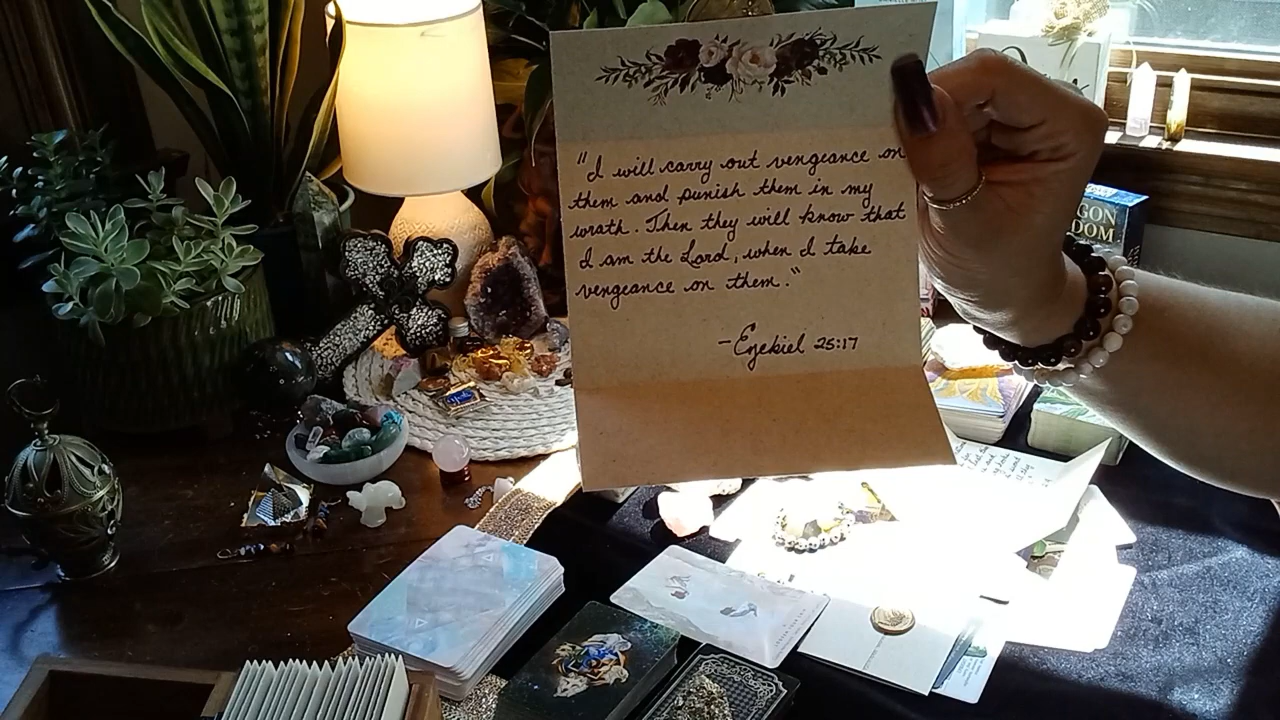 "I will carry out vengeance on
them and punish them in my
wrath. Then they will know that
I am the Lord, when I take
vengeance on them."
- Ezekiel 25:17